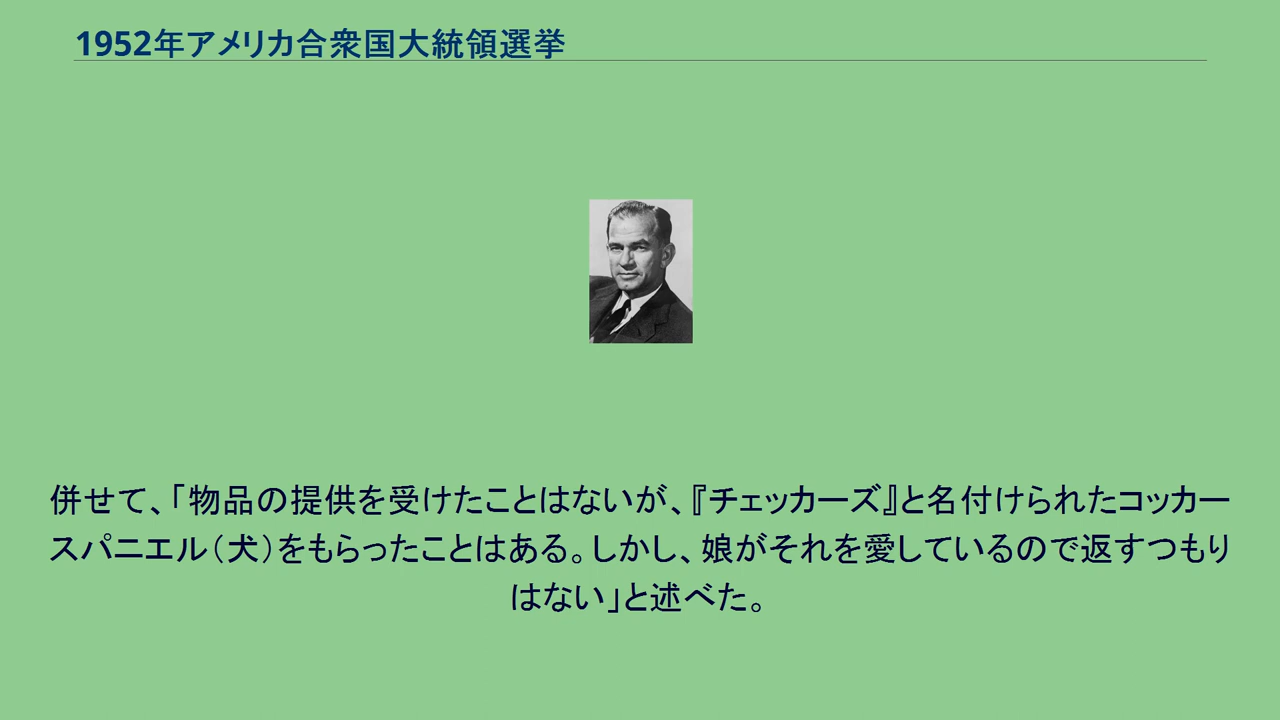 1952年アメリカ合衆国大統領選挙
併せて、「物品の提供を受けたことはないが、『チェッカーズ』と名付けられたコッカー
スパニエル（犬）をもらったことはある。しかし、娘がそれを愛しているので返すつもり
はない」と述べた。